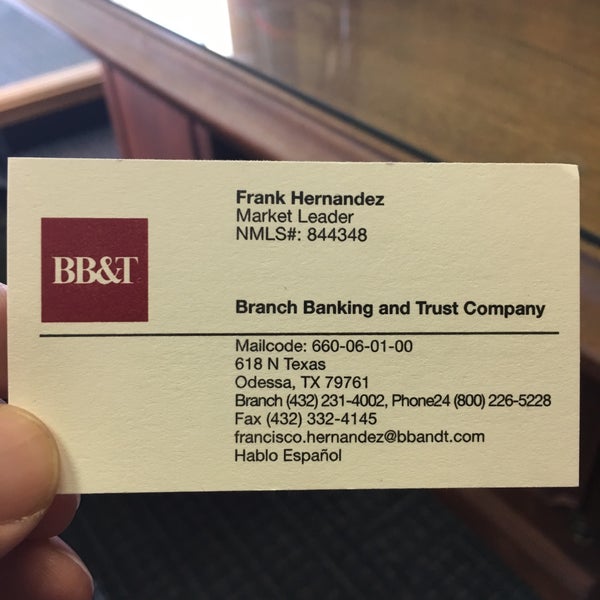 Frank Hernandez
Market Leader
NMLS#: 844348
BB&T
Branch Banking and Trust Company
Mailcode: 660-06-01-00
618 N Texas
Odessa, TX 79761
Branch (432) 231-4002, Phone24 (800) 226-5228
Fax (432) 332-4145
francisco.hernandez@bbandt.com
Hablo Español